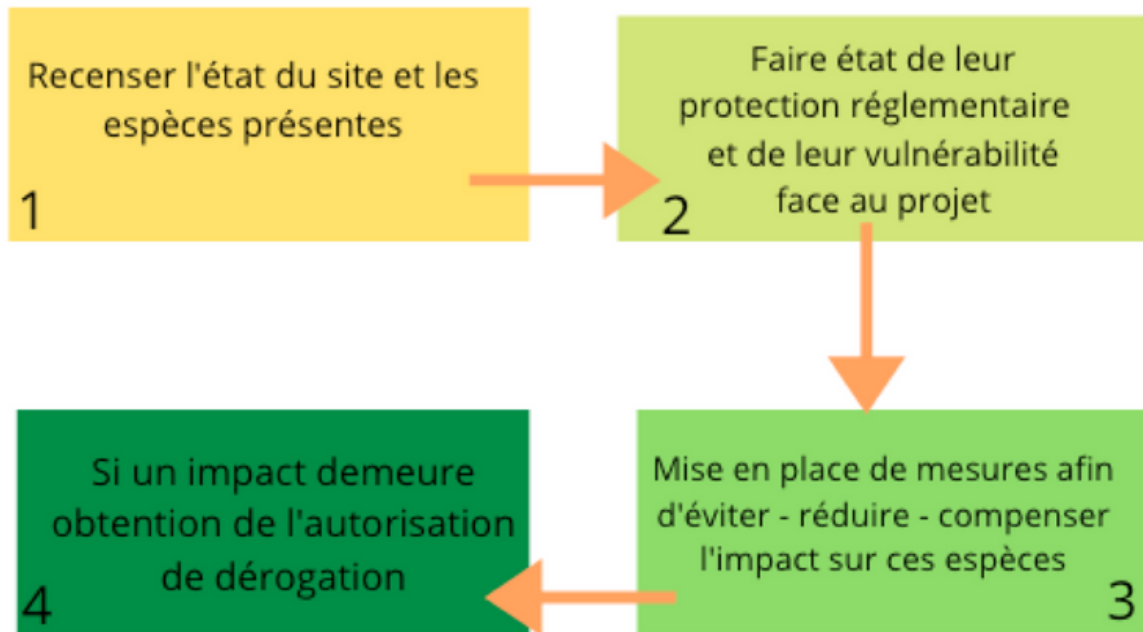 Recenser l'état du site et les
espèces présentes
1
Faire état de leur
protection réglementaire
et de leur vulnérabilité
face au projet
2
Mise en place de mesures afin
d'éviter - réduire - compenser
l'impact sur ces espèces
3
Si un impact demeure
obtention de l'autorisation
de dérogation
4